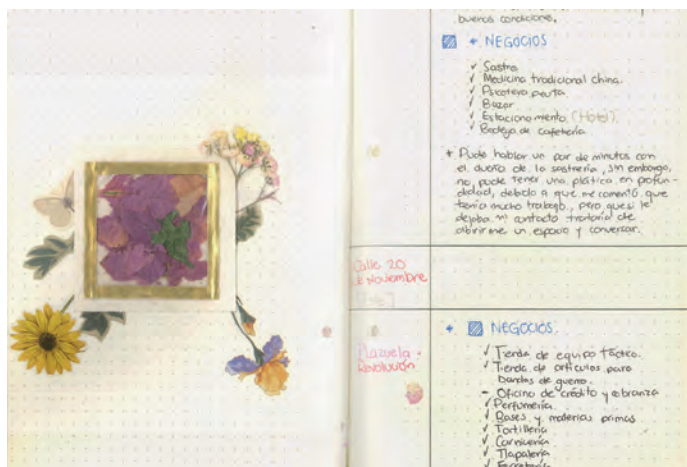 buenas condiciones.
+ NEGOCIOS
✓ Sastre
✓ Medicina tradicional china.
✓ Psicoterapeuta
✓ Bazar
✓ Estacionamiento (Hotel).
✓ Bodega de cafetería
+ Pude hablar un par de minutos con
el dueño de la sastrería, sin embargo,
no pude tener una plática en profun-
didad, debido a que me comentó que
tenía mucho trabajo, pero que si le
dejaba mi contacto trataría de
abrirme un espacio y conversar.
Calle 20
de Noviembre
Plazuela
Revolución
+ NEGOCIOS.
✓ Tienda de equipo táctico.
✓ Tienda de artículos para
bandas de guerra.
- Oficina de crédito y cobranza
✓ Perfumería.
✓ Bases y materias primas
✓ Tortillería
✓ Carnicería
✓ Tlapalería